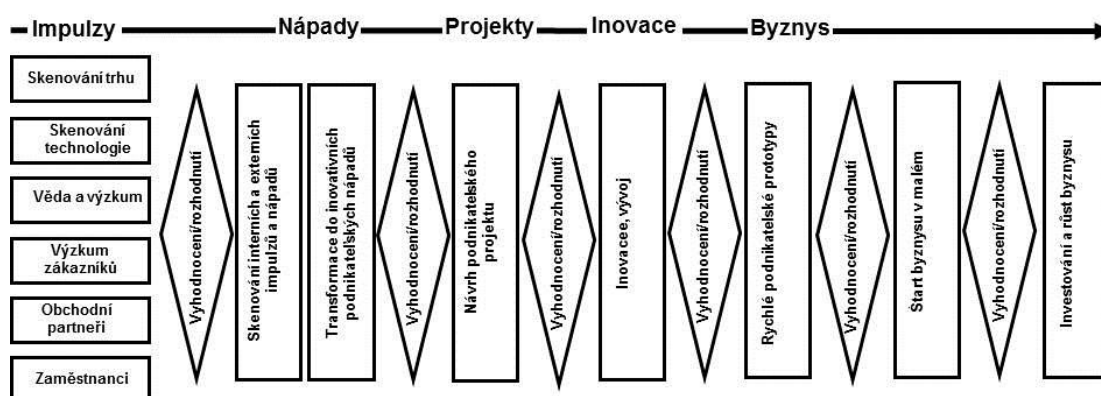 Impulzy
Nápady
Projekty
Inovace
Byznys
Skenování trhu
Skenování
technologie
Věda a výzkum
Výzkum
zákazníků
Obchodní
partneři
Zaměstnanci
Vyhodnocení/rozhodnutí
Skenování interních a externích
impulzů a nápadů
Transformace do inovativních
podnikatelských nápadů
Vyhodnocení/rozhodnutí
Návrh podnikatelského
projektu
Vyhodnocení/rozhodnutí
Inovacee, vývoj
Vyhodnocení/rozhodnutí
Rychlé podnikatelské prototypy
Vyhodnocení/rozhodnutí
Štart byznysu v malém
Vyhodnocení/rozhodnutí
Investování a růst byznysu